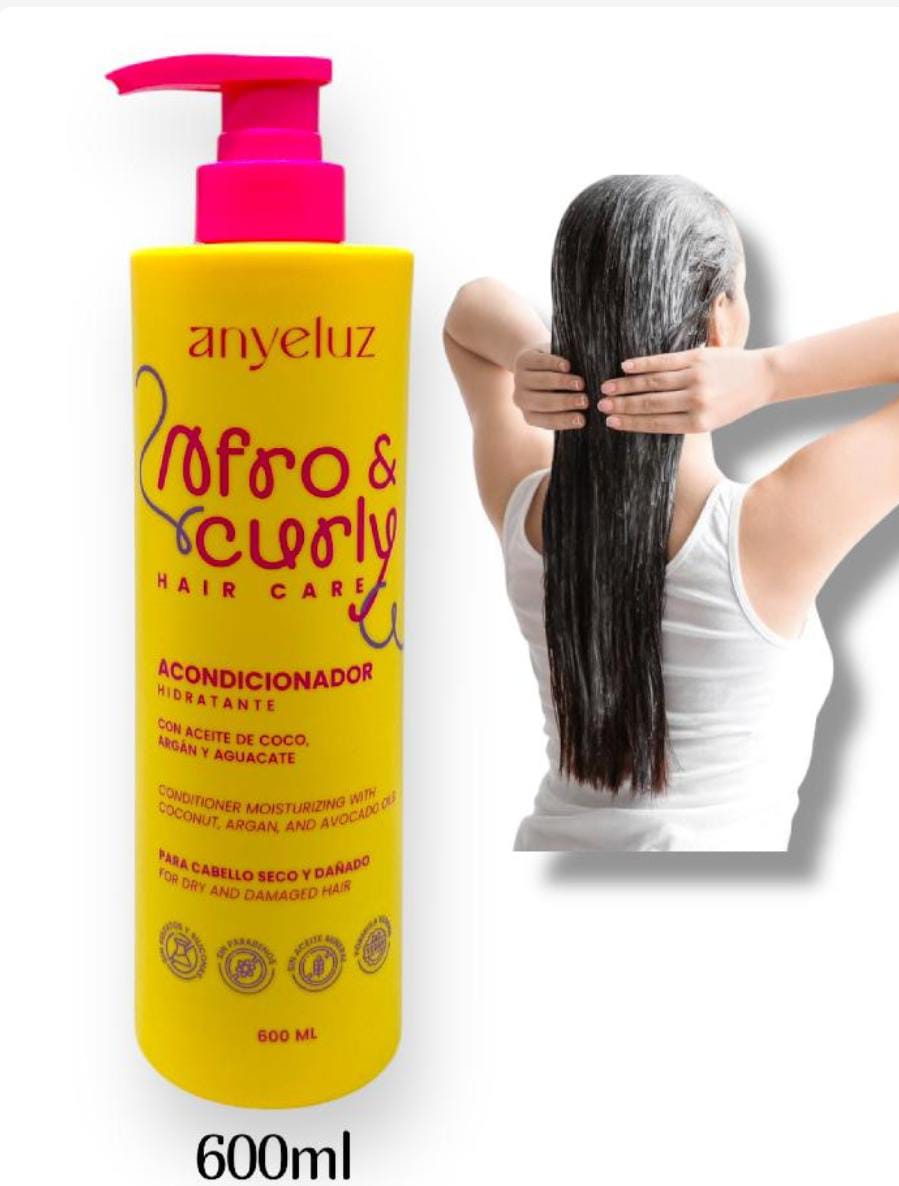 anyeluz
Afro &
curly
HAIR CARE
ACONDICIONADOR
HIDRATANTE
CON ACEITE DE COCO,
ARGÁN Y AGUACATE
CONDITIONER MOISTURIZING WITH
COCONUT, ARGAN, AND AVOCADO OILS
PARA CABELLO SECO Y DAÑADO
FOR DRY AND DAMAGED HAIR
SIN PARABENOS
SIN ACEITE MINERAL
600 ML
600ml